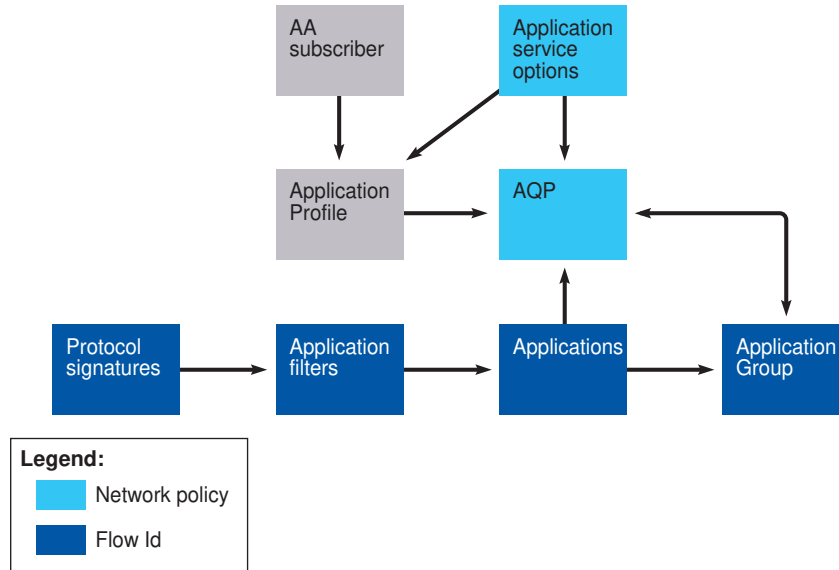 AA
subscriber
Application
service
options
Application
Profile
AQP
Protocol
signatures
Application
filters
Applications
Application
Group
Legend:
Network policy
Flow Id